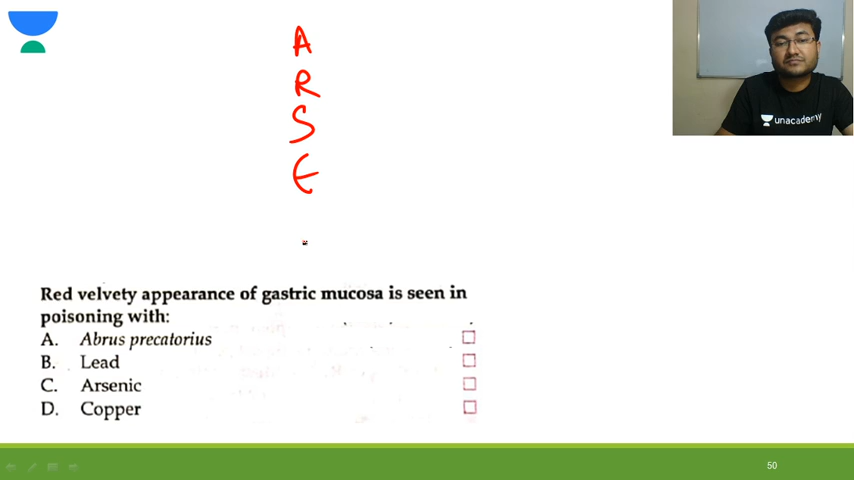 A
R
S
E
unacademy
Red velvety appearance of gastric mucosa is seen in
poisoning with:
A. Abrus precatorius
B. Lead
C. Arsenic
D. Copper
50